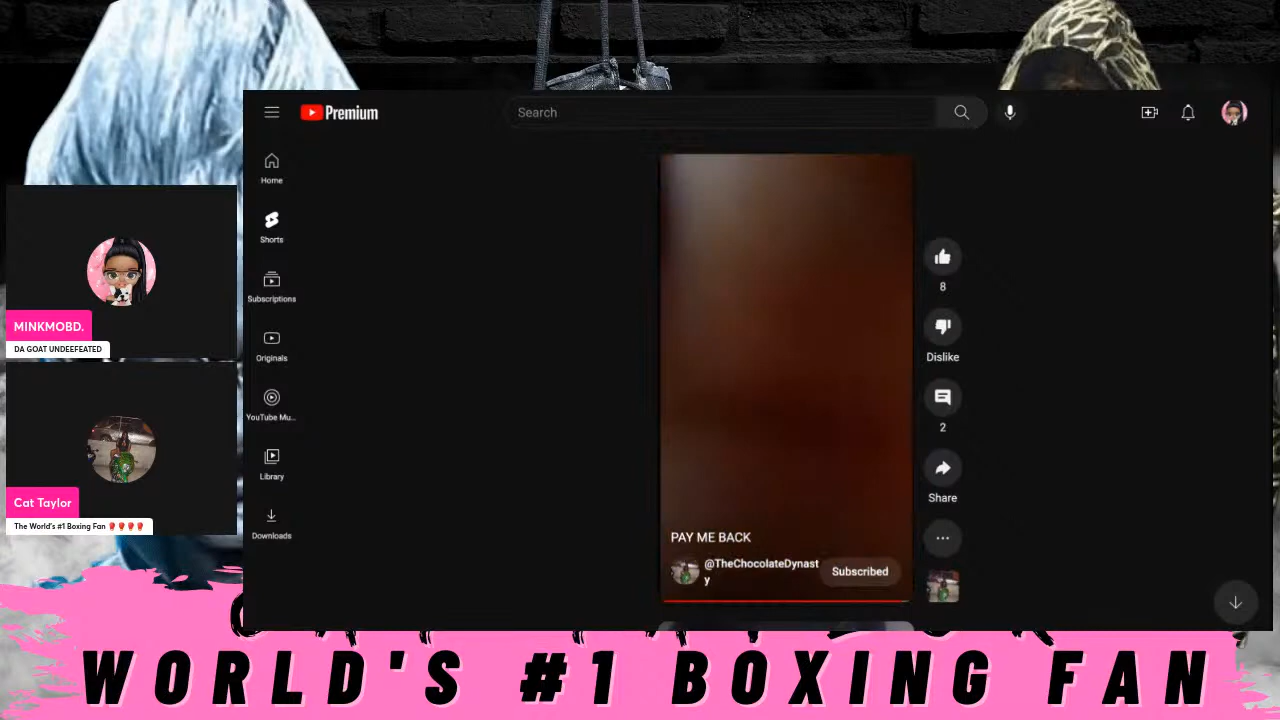 Premium
Search
Home
Shorts
Subscriptions
Originals
YouTube Mu...
Library
Downloads
8
Dislike
2
Share
PAY ME BACK
@TheChocolateDynast
y
Subscribed
MINKMOBD.
DA GOAT UNDEFEATED
Cat Taylor
The World's #1 Boxing Fan 🥊🥊🥊🥊
WORLD'S #1 BOXING FAN